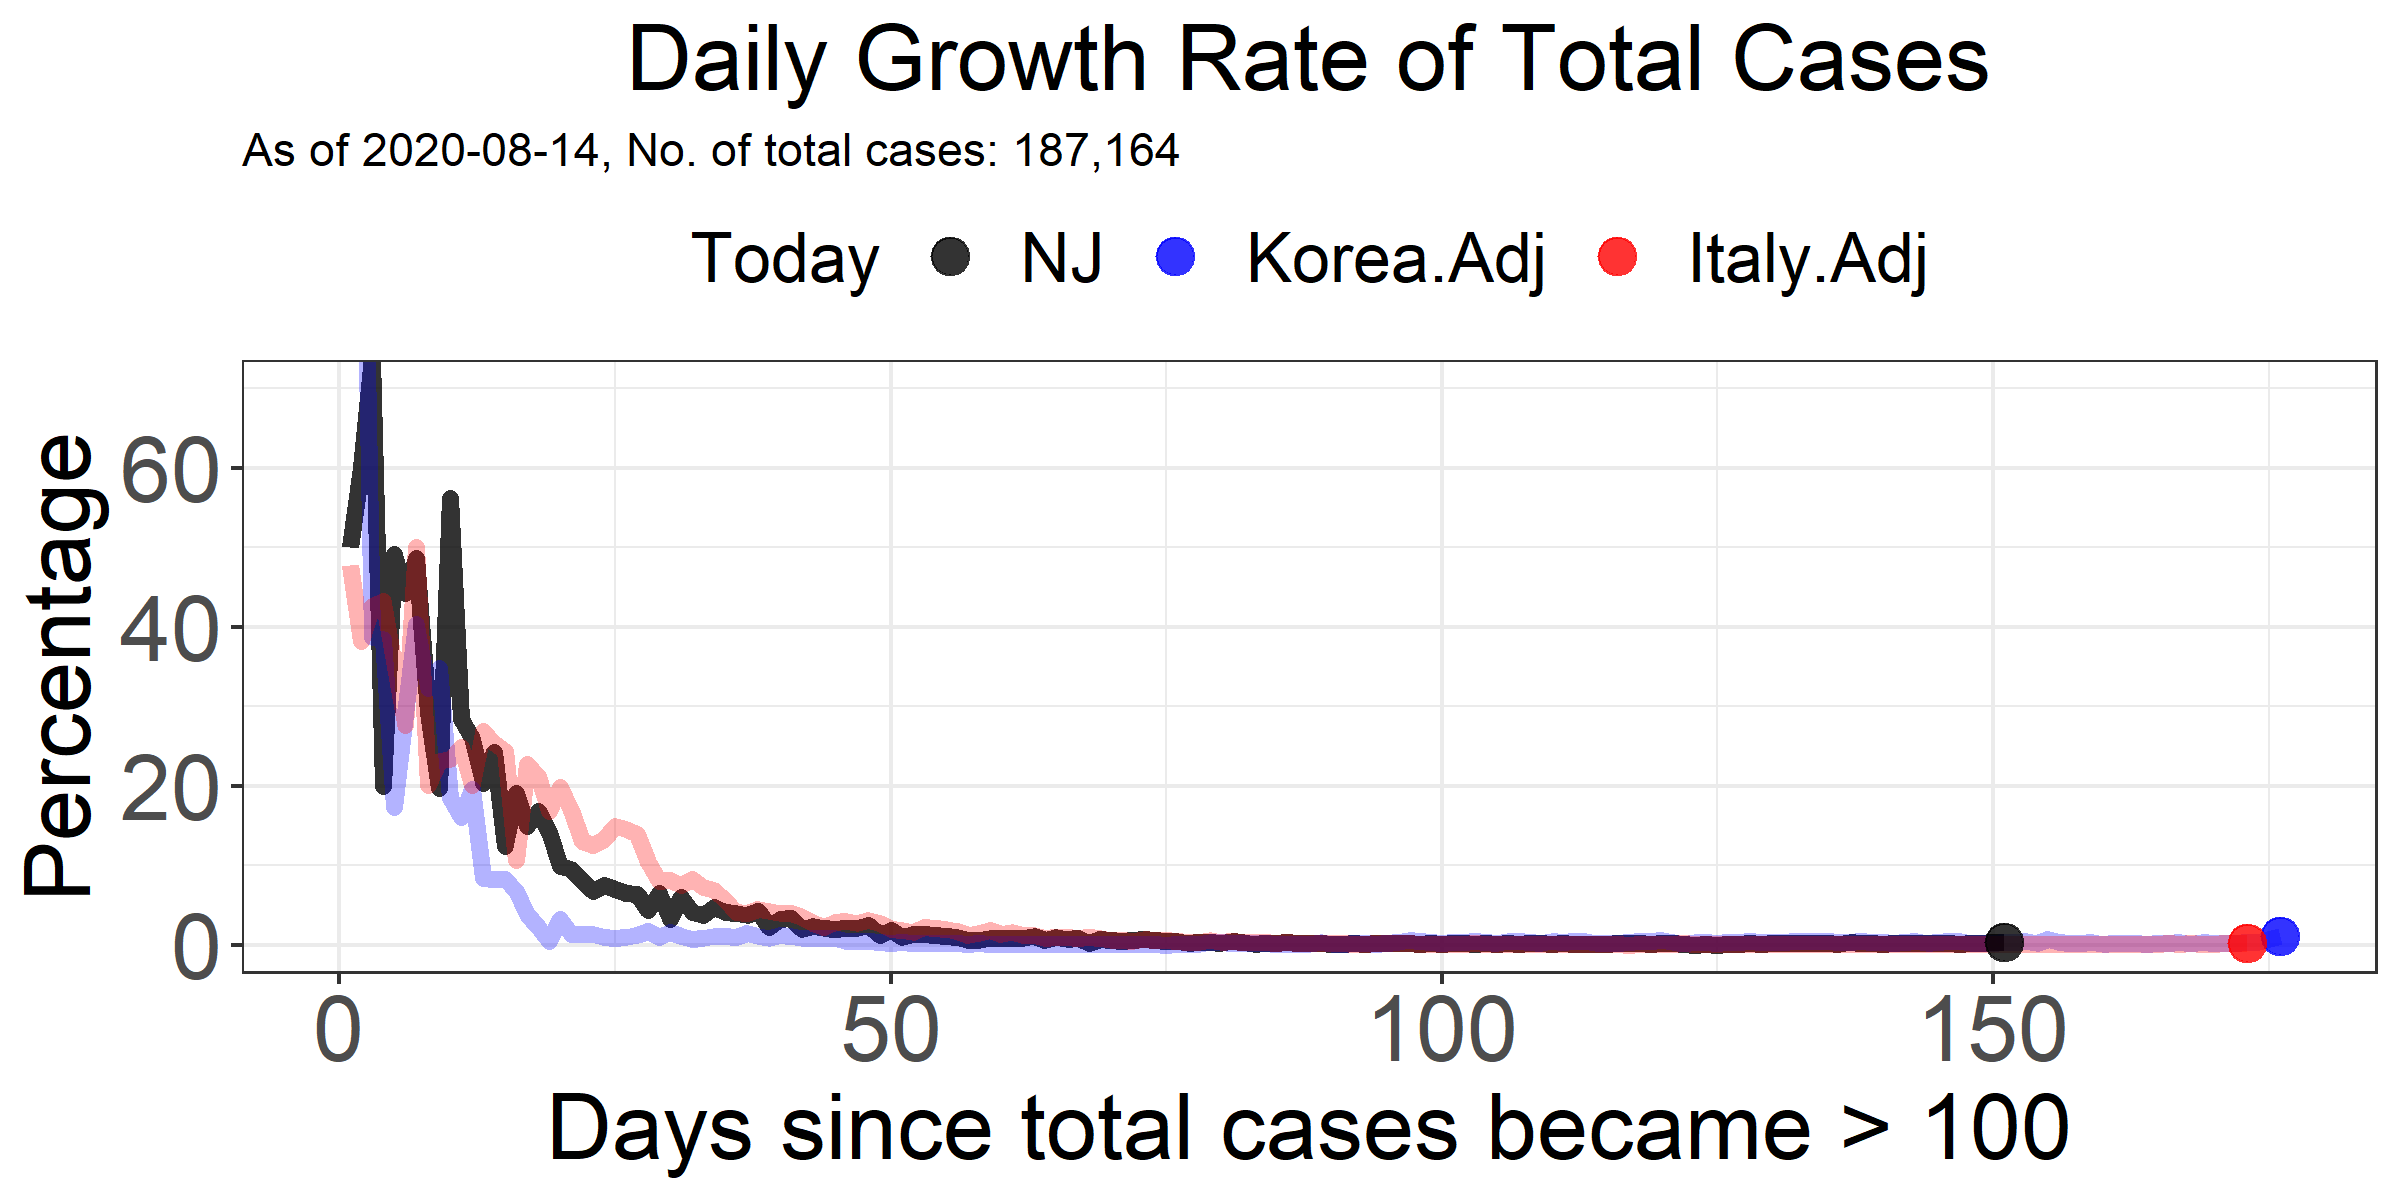 Daily Growth Rate of Total Cases
As of 2020-08-14, No. of total cases: 187,164
Today NJ Korea.Adj Italy.Adj
Percentage
60
40
20
0
0 50 100 150
Days since total cases became > 100